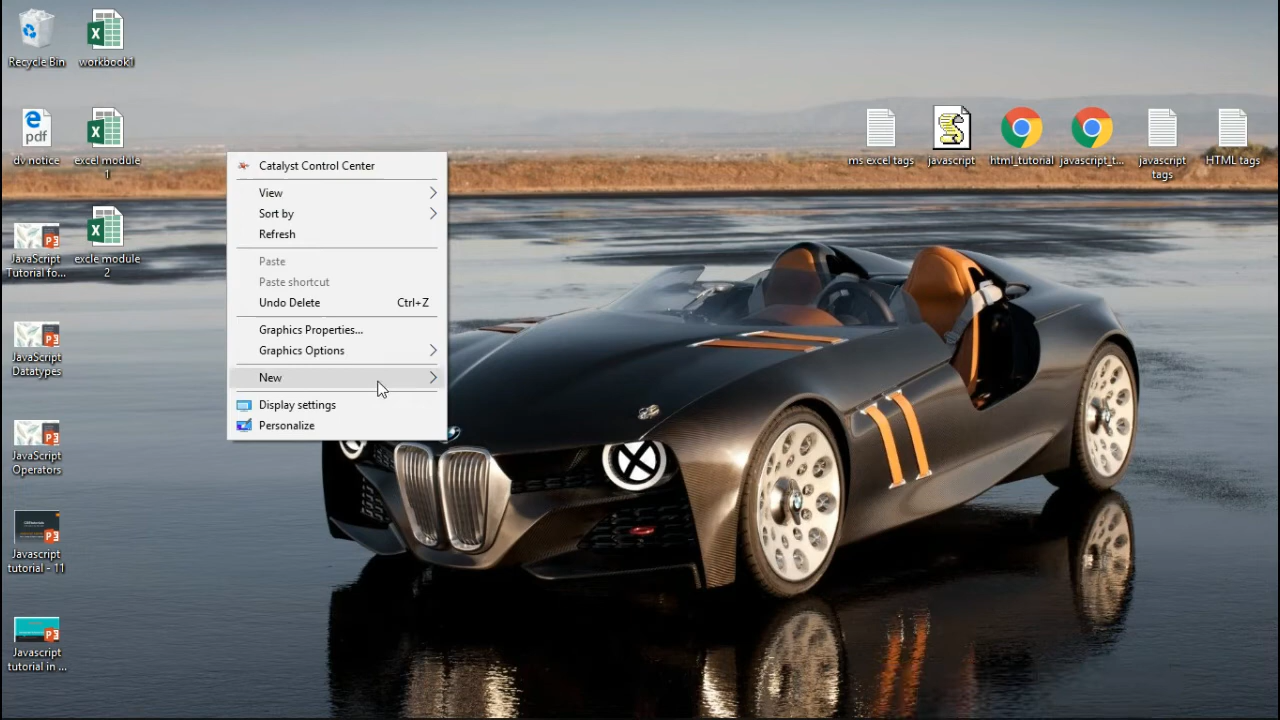 Recycle Bin
workbook1
dv notice
excel module
1
JavaScript
Tutorial fo...
excle module
2
JavaScript
Datatypes
JavaScript
Operators
Javascript
tutorial - 11
Javascript
tutorial in ...
Catalyst Control Center
View
Sort by
Refresh
Paste
Paste shortcut
Undo Delete Ctrl+Z
Graphics Properties...
Graphics Options
New
Display settings
Personalize
ms excel tags
javascript
html_tutorial
javascript_t...
javascript
tags
HTML tags
pdf